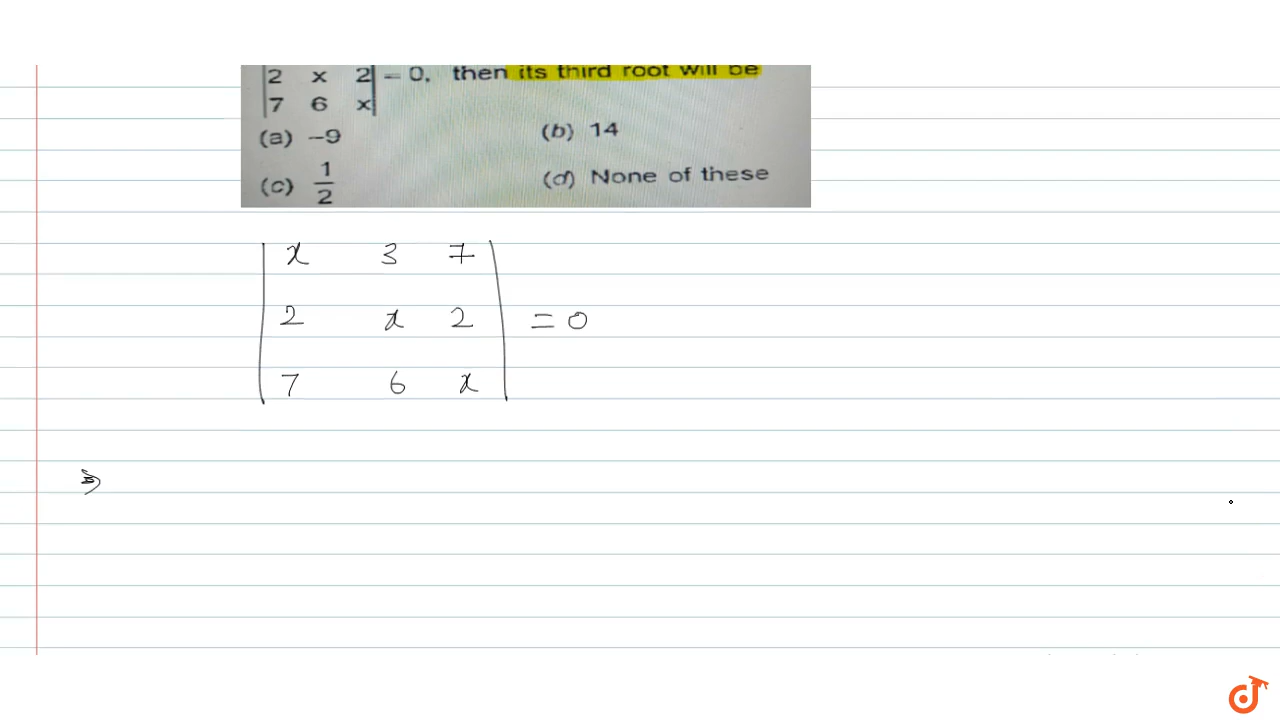 |2 x 2| = 0, then its third root will be
|7 6 x|
(a) −9 (b) 14
(c) 1/2 (d) None of these
| x 3 7 |
| 2 x 2 | = 0
| 7 6 x |
⇒